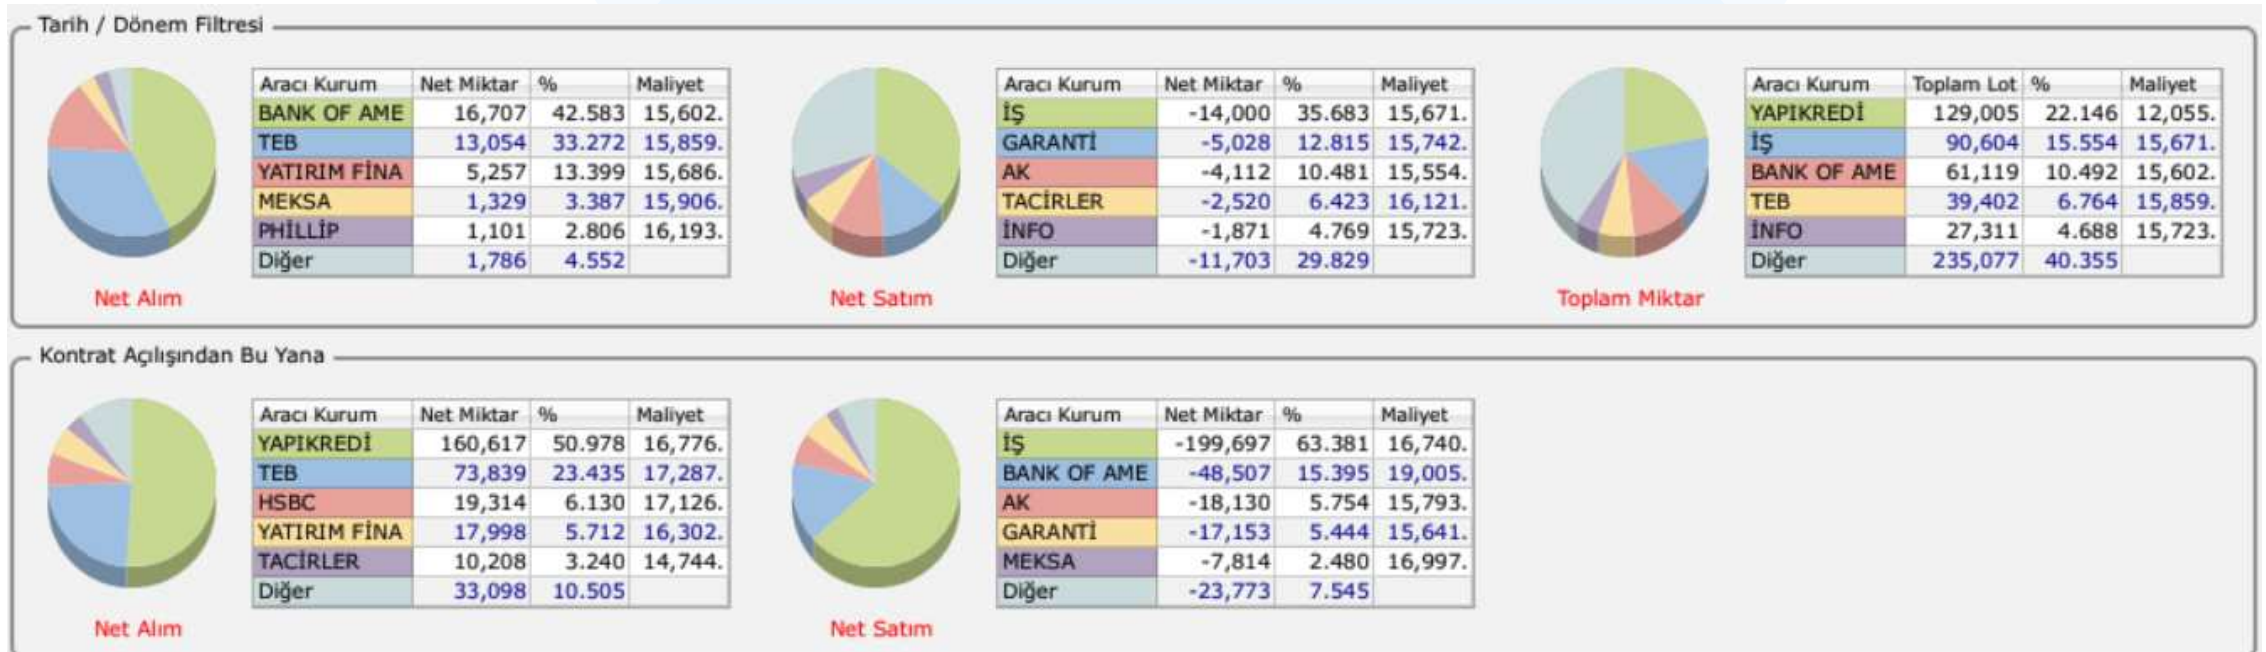 Tarih / Dönem Filtresi
Aracı Kurum Net Miktar % Maliyet
BANK OF AME 16,707 42.583 15,602.
TEB 13,054 33.272 15,859.
YATIRIM FİNA 5,257 13.399 15,686.
MEKSA 1,329 3.387 15,906.
PHİLLİP 1,101 2.806 16,193.
Diğer 1,786 4.552
Net Alım
Aracı Kurum Net Miktar % Maliyet
İŞ -14,000 35.683 15,671.
GARANTİ -5,028 12.815 15,742.
AK -4,112 10.481 15,554.
TACİRLER -2,520 6.423 16,121.
İNFO -1,871 4.769 15,723.
Diğer -11,703 29.829
Net Satım
Aracı Kurum Toplam Lot % Maliyet
YAPIKREDİ 129,005 22.146 12,055.
İŞ 90,604 15.554 15,671.
BANK OF AME 61,119 10.492 15,602.
TEB 39,402 6.764 15,859.
İNFO 27,311 4.688 15,723.
Diğer 235,077 40.355
Toplam Miktar
Kontrat Açılışından Bu Yana
Aracı Kurum Net Miktar % Maliyet
YAPIKREDİ 160,617 50.978 16,776.
TEB 73,839 23.435 17,287.
HSBC 19,314 6.130 17,126.
YATIRIM FİNA 17,998 5.712 16,302.
TACİRLER 10,208 3.240 14,744.
Diğer 33,098 10.505
Net Alım
Aracı Kurum Net Miktar % Maliyet
İŞ -199,697 63.381 16,740.
BANK OF AME -48,507 15.395 19,005.
AK -18,130 5.754 15,793.
GARANTİ -17,153 5.444 15,641.
MEKSA -7,814 2.480 16,997.
Diğer -23,773 7.545
Net Satım